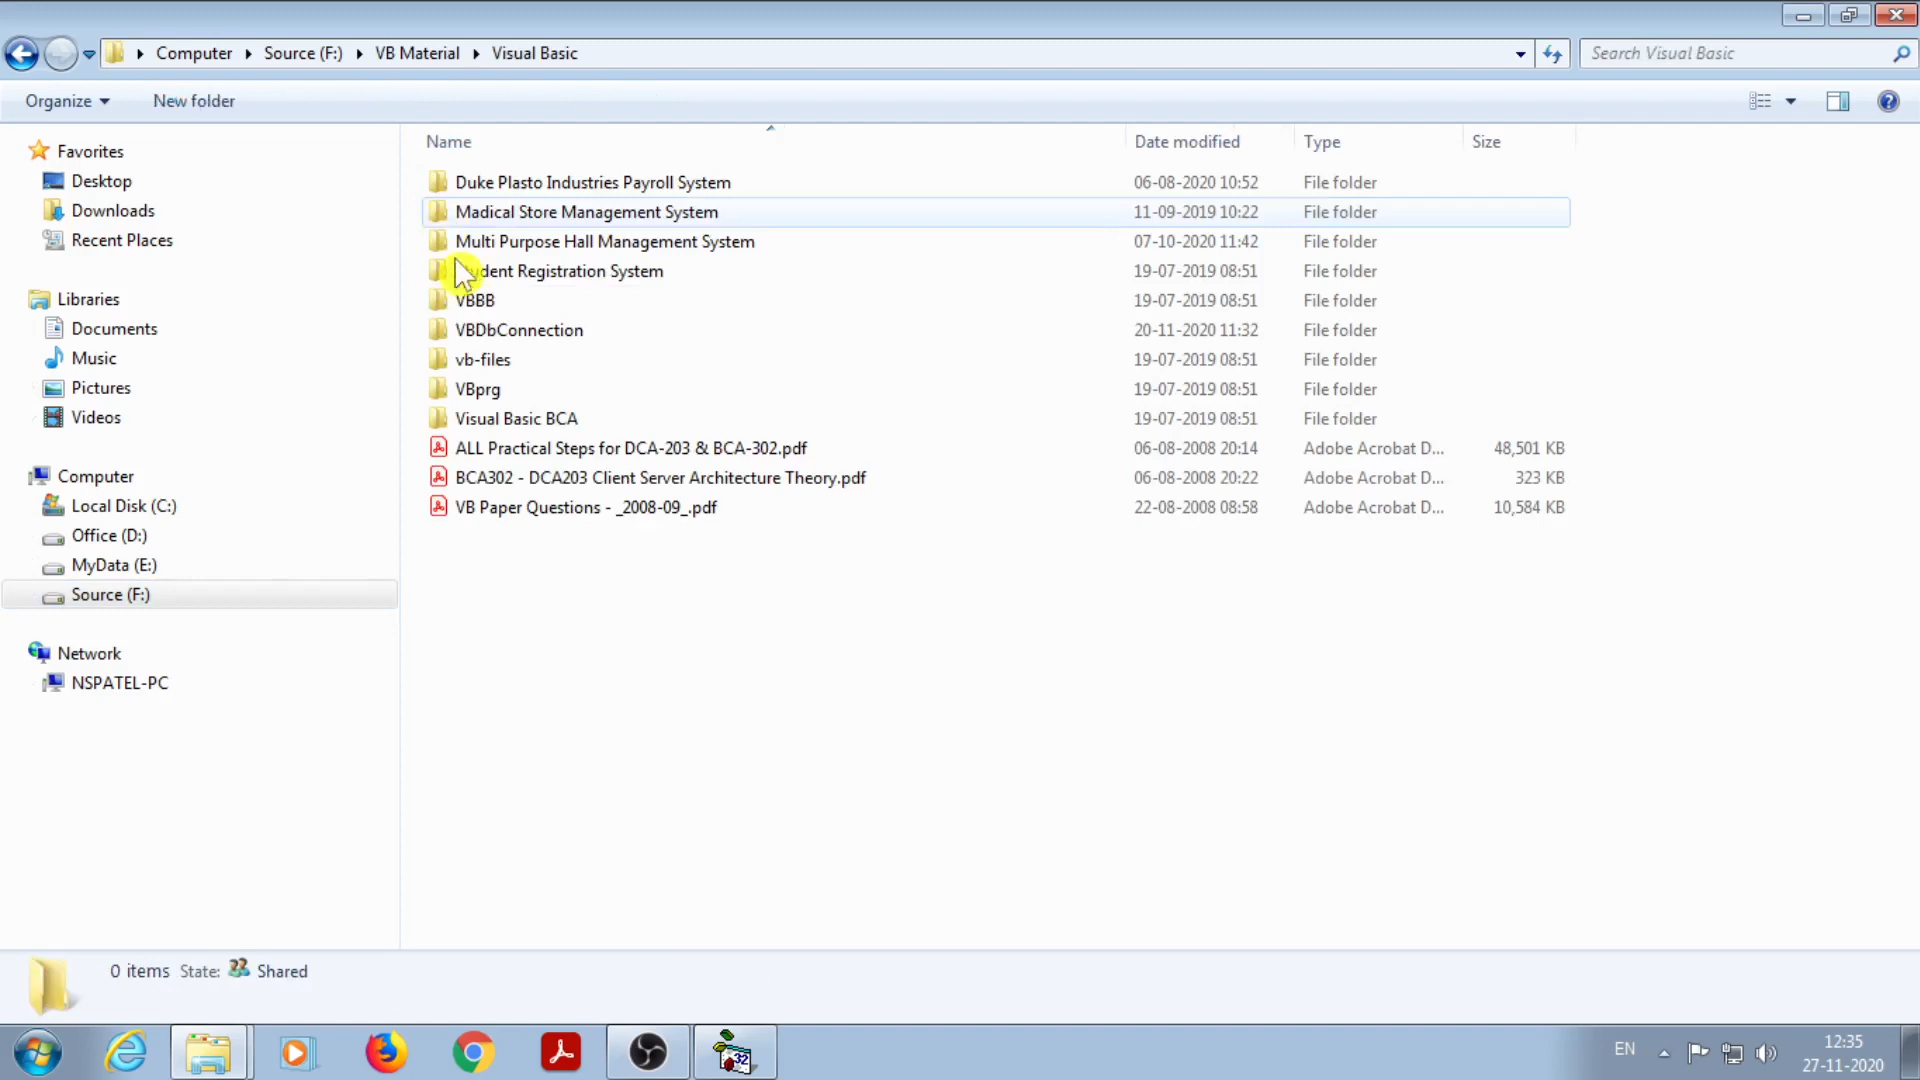 Computer Source (F:) VB Material Visual Basic
Search Visual Basic
Organize New folder
Name Date modified Type Size
Favorites
Desktop
Downloads
Recent Places
Libraries
Documents
Music
Pictures
Videos
Computer
Local Disk (C:)
Office (D:)
MyData (E:)
Source (F:)
Network
NSPATEL-PC
Duke Plasto Industries Payroll System 06-08-2020 10:52 File folder
Madical Store Management System 11-09-2019 10:22 File folder
Multi Purpose Hall Management System 07-10-2020 11:42 File folder
Registration System 19-07-2019 08:51 File folder
VBBB 19-07-2019 08:51 File folder
VBDbConnection 20-11-2020 11:32 File folder
vb-files 19-07-2019 08:51 File folder
VBprg 19-07-2019 08:51 File folder
Visual Basic BCA 19-07-2019 08:51 File folder
ALL Practical Steps for DCA-203 & BCA-302.pdf 06-08-2008 20:14 Adobe Acrobat D... 48,501 KB
BCA302 - DCA203 Client Server Architecture Theory.pdf 06-08-2008 20:22 Adobe Acrobat D... 323 KB
VB Paper Questions - _2008-09_.pdf 22-08-2008 08:58 Adobe Acrobat D... 10,584 KB
0 items State: Shared
32
EN
12:35
27-11-2020